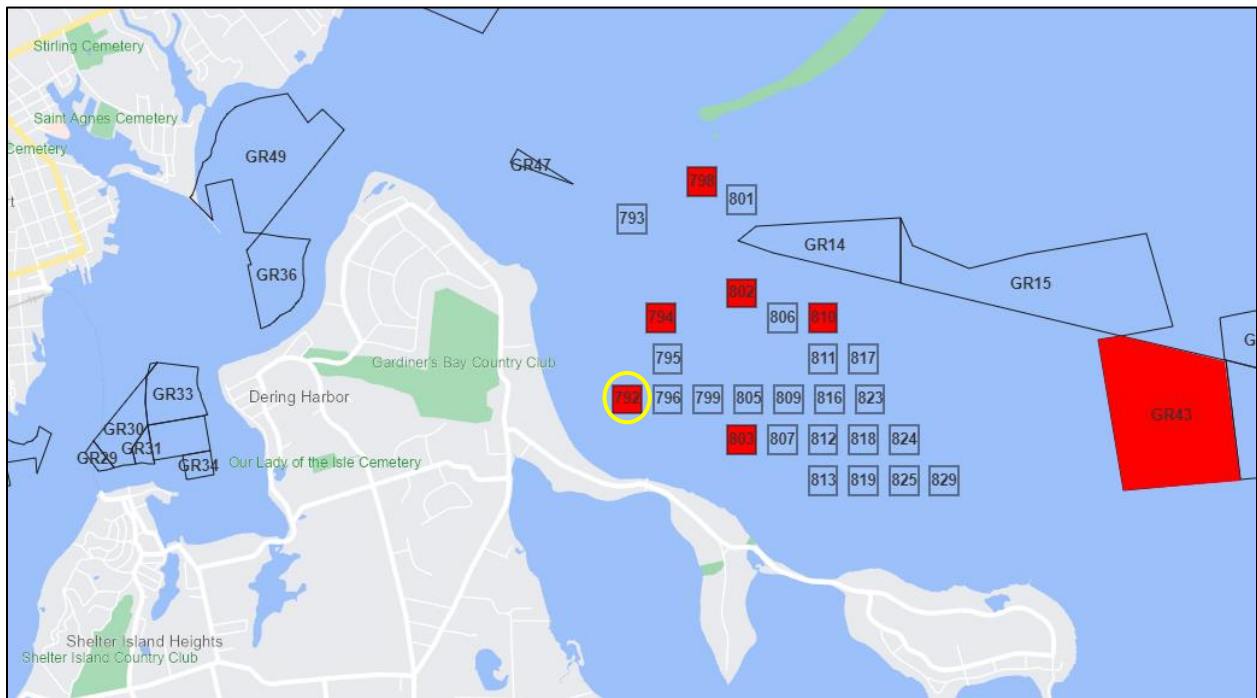 Stirling Cemetery
Saint Agnes Cemetery
Cemetery
GR49
GR47
798
801
793
GR14
GR36
GR15
802
794
806
810
G
795
811
817
Gardiner's Bay Country Club
GR33
Dering Harbor
792
796
799
805
809
816
823
GR43
GR30
GR31
GR29
GR34
803
807
812
818
824
Our Lady of the Isle Cemetery
813
819
825
829
Shelter Island Heights
Shelter Island Country Club